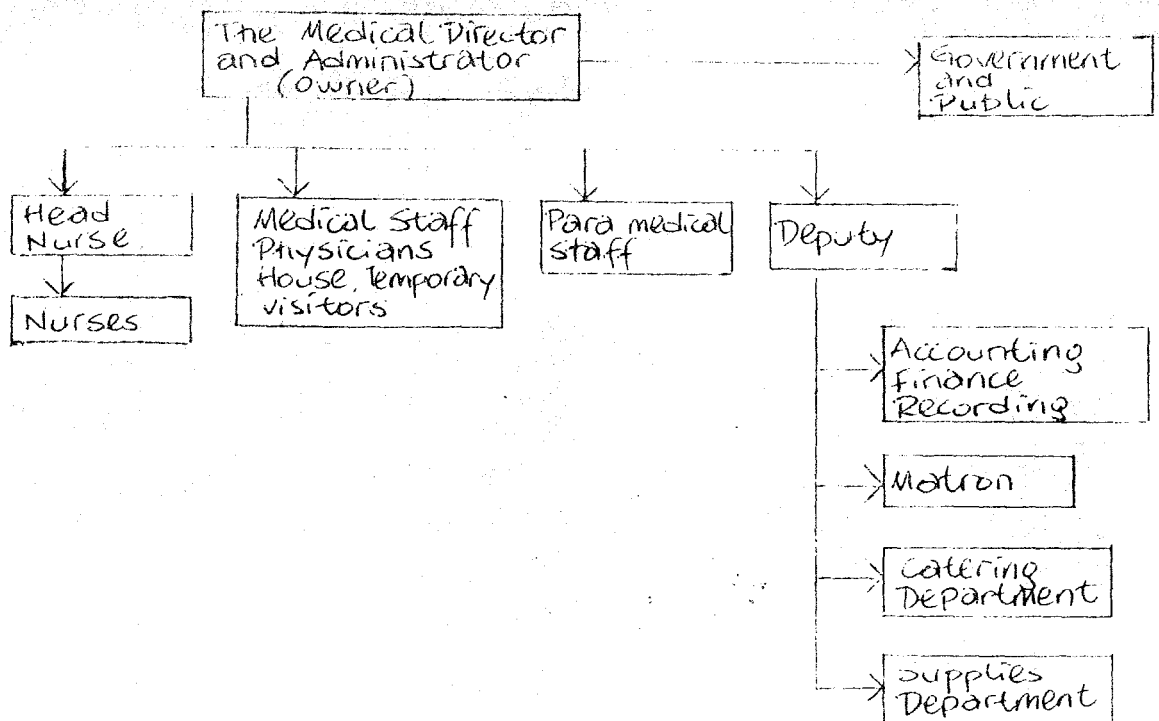 The Medical Director
and Administrator
(Owner)
Government
and
Public
Head
Nurse
Nurses
Medical Staff
Physicians
House, Temporary
visitors
Para medical
staff
Deputy
Accounting
Finance
Recording
Matron
Catering
Department
Supplies
Department